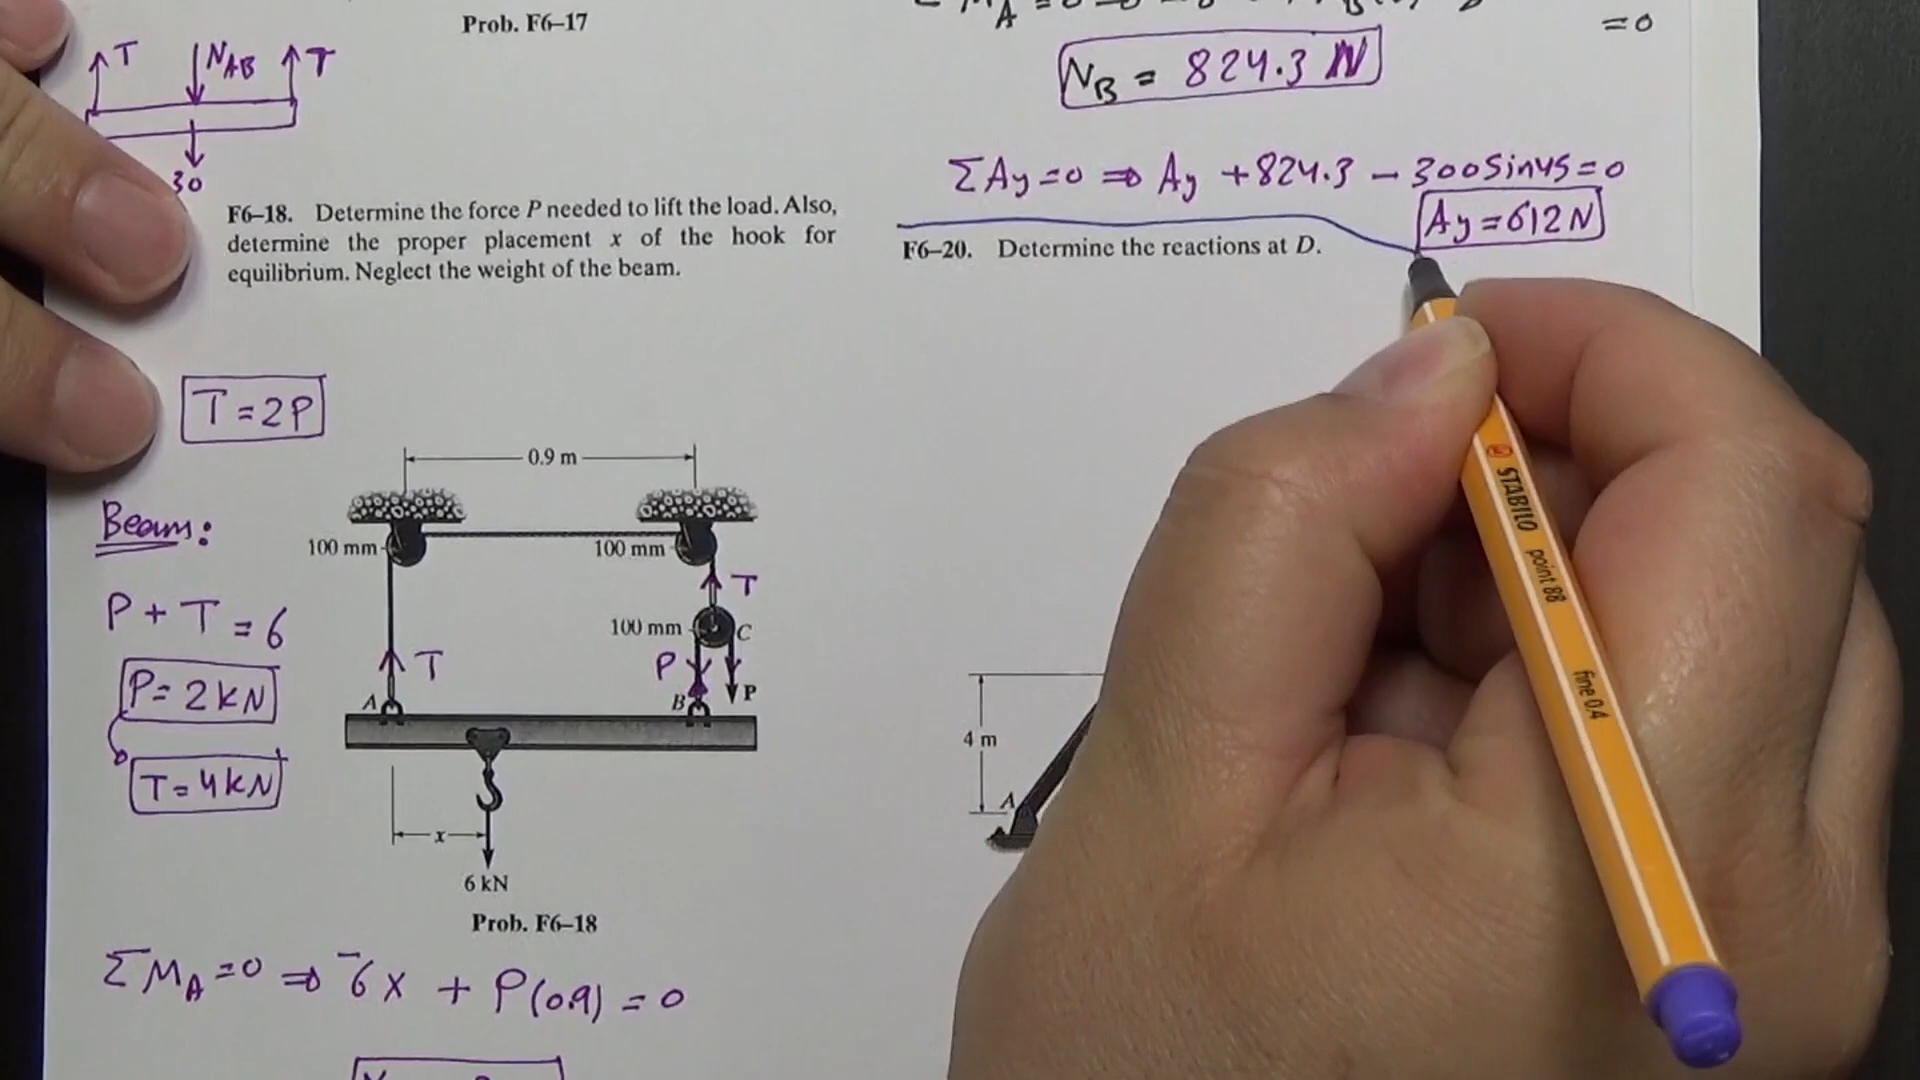 Prob. F6–17
T
N_AB
T
30
F6–18. Determine the force P needed to lift the load. Also,
determine the proper placement x of the hook for
equilibrium. Neglect the weight of the beam.
T = 2P
0.9 m
100 mm
100 mm
Beam:
P + T = 6
P = 2 kN
T = 4 kN
T
100 mm
C
T
P
P
A
B
x
6 kN
Prob. F6–18
ΣM_A = 0 ⇒ -6x + P(0.9) = 0
= 0
N_B = 824.3 N
ΣAy = 0 ⇒ Ay + 824.3 – 300 Sin45 = 0
Ay = 612 N
F6–20. Determine the reactions at D.
4 m
A
STABILO point 88 fine 0,4